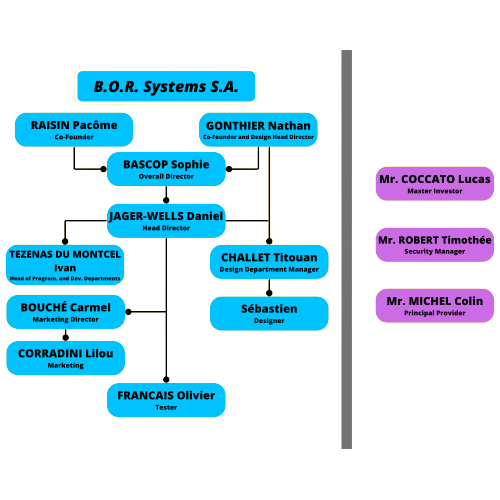 B.O.R. Systems S.A.
RAISIN Pacôme
Co-Founder
GONTHIER Nathan
Co-Founder and Design Head Director
BASCOP Sophie
Overall Director
JAGER-WELLS Daniel
Head Director
TEZENAS DU MONTCEL
Ivan
Head of Program. and Dev. Departments
CHALLET Titouan
Design Department Manager
BOUCHÉ Carmel
Marketing Director
Sébastien
Designer
CORRADINI Lilou
Marketing
FRANCAIS Olivier
Tester
Mr. COCCATO Lucas
Master Investor
Mr. ROBERT Timothée
Security Manager
Mr. MICHEL Colin
Principal Provider